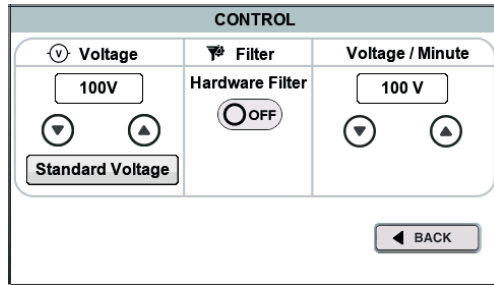 CONTROL
V Voltage
Filter
Voltage / Minute
100V
Hardware Filter
100 V
OFF
Standard Voltage
BACK